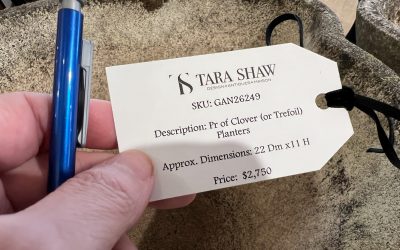 TS TARA SHAW
DESIGN ANTIQUES FASHION
SKU: GAN26249
Description: Pr of Clover (or Trefoil)
Planters
Approx. Dimensions: 22 Dm x11 H
Price: $2,750